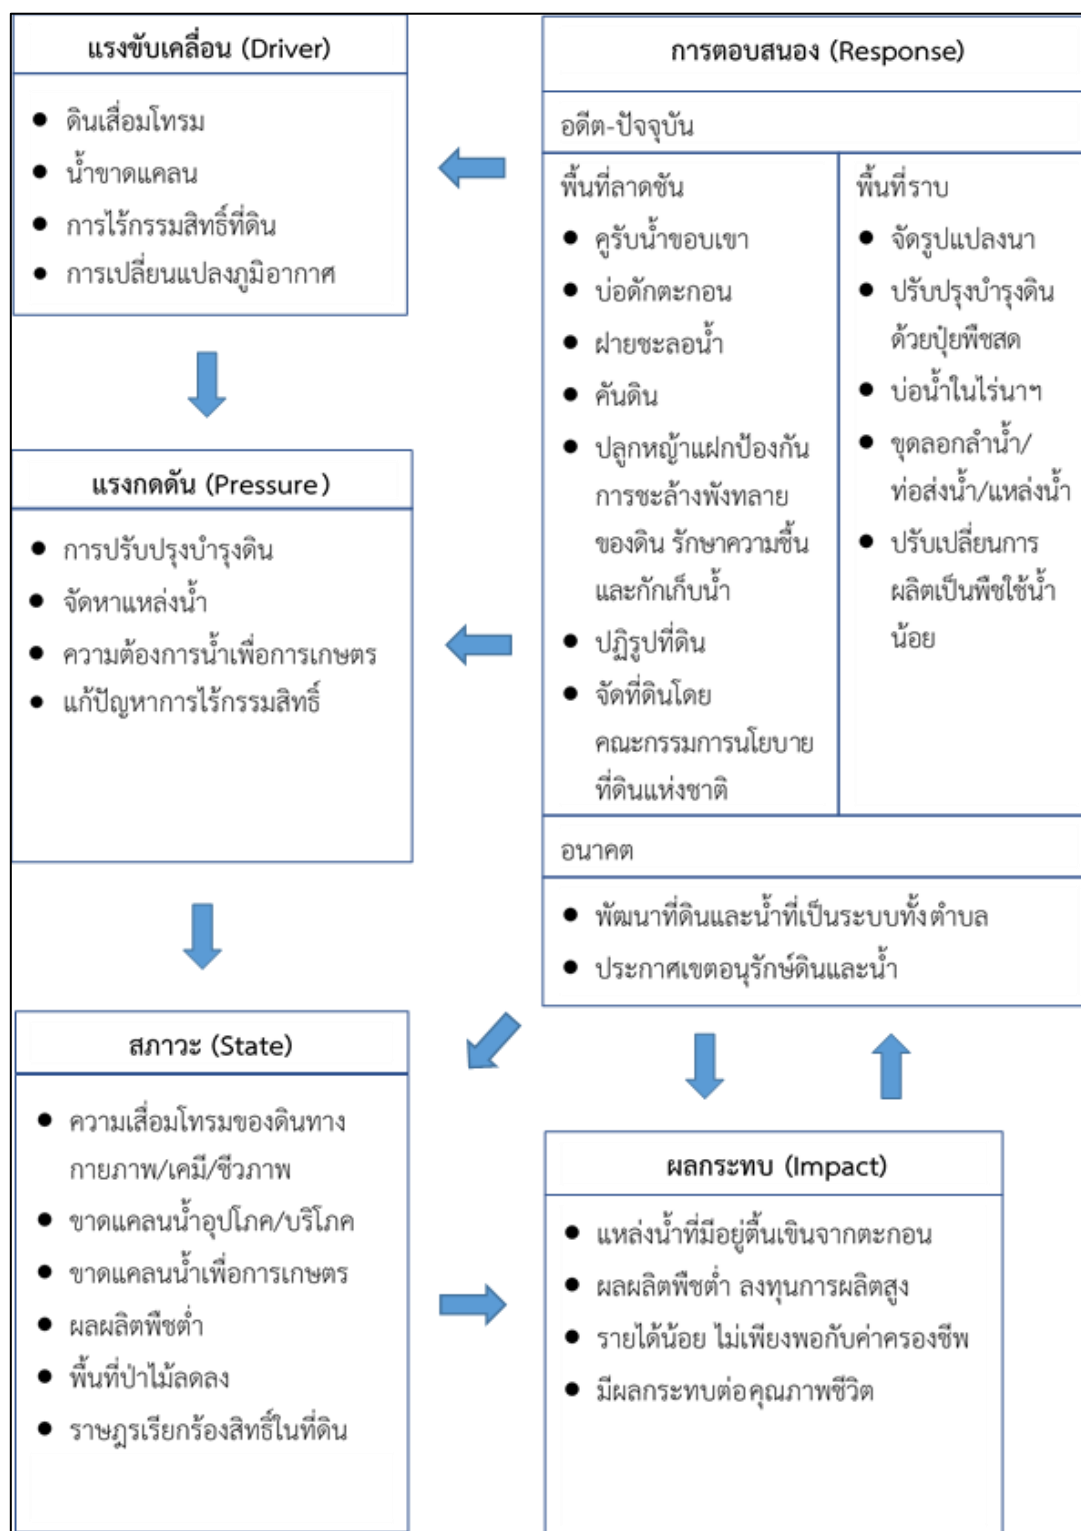 แรงขับเคลื่อน (Driver)
ดินเสื่อมโทรม
น้ำขาดแคลน
การไร้กรรมสิทธิ์ที่ดิน
การเปลี่ยนแปลงภูมิอากาศ
แรงกดดัน (Pressure)
การปรับปรุงบำรุงดิน
จัดหาแหล่งน้ำ
ความต้องการน้ำเพื่อการเกษตร
แก้ปัญหาการไร้กรรมสิทธิ์
สภาวะ (State)
ความเสื่อมโทรมของดินทาง
กายภาพ/เคมี/ชีวภาพ
ขาดแคลนน้ำอุปโภค/บริโภค
ขาดแคลนน้ำเพื่อการเกษตร
ผลผลิตพืชต่ำ
พื้นที่ป่าไม้ลดลง
ราษฎรเรียกร้องสิทธิ์ในที่ดิน
การตอบสนอง (Response)
อดีต-ปัจจุบัน
พื้นที่ลาดชัน
คูรับน้ำขอบเขา
บ่อดักตะกอน
ฝายชะลอน้ำ
คันดิน
ปลูกหญ้าแฝกป้องกัน
การชะล้างพังทลาย
ของดิน รักษาความชื้น
และกักเก็บน้ำ
ปฏิรูปที่ดิน
จัดที่ดินโดย
คณะกรรมการนโยบาย
ที่ดินแห่งชาติ
พื้นที่ราบ
จัดรูปแปลงนา
ปรับปรุงบำรุงดิน
ด้วยปุ๋ยพืชสด
บ่อน้ำในไร่นาฯ
ขุดลอกลำน้ำ/
ท่อส่งน้ำ/แหล่งน้ำ
ปรับเปลี่ยนการ
ผลิตเป็นพืชใช้น้ำ
น้อย
อนาคต
พัฒนาที่ดินและน้ำที่เป็นระบบทั้งตำบล
ประกาศเขตอนุรักษ์ดินและน้ำ
ผลกระทบ (Impact)
แหล่งน้ำที่มีอยู่ตื้นเขินจากตะกอน
ผลผลิตพืชต่ำ ลงทุนการผลิตสูง
รายได้น้อย ไม่เพียงพอกับค่าครองชีพ
มีผลกระทบต่อคุณภาพชีวิต